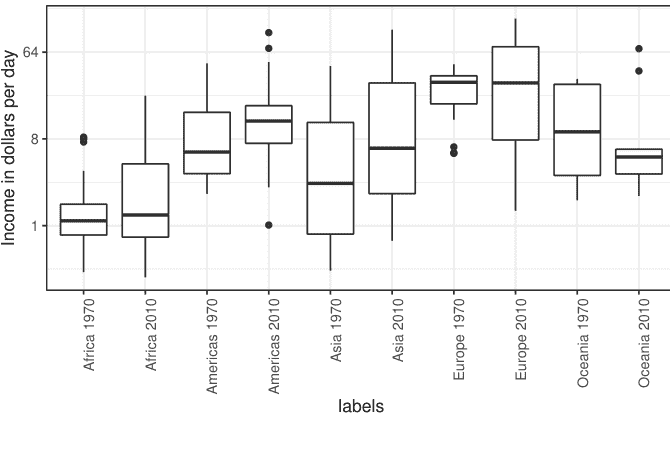 Income in dollars per day
64
8
1
Africa 1970
Africa 2010
Americas 1970
Americas 2010
Asia 1970
Asia 2010
Europe 1970
Europe 2010
Oceania 1970
Oceania 2010
labels